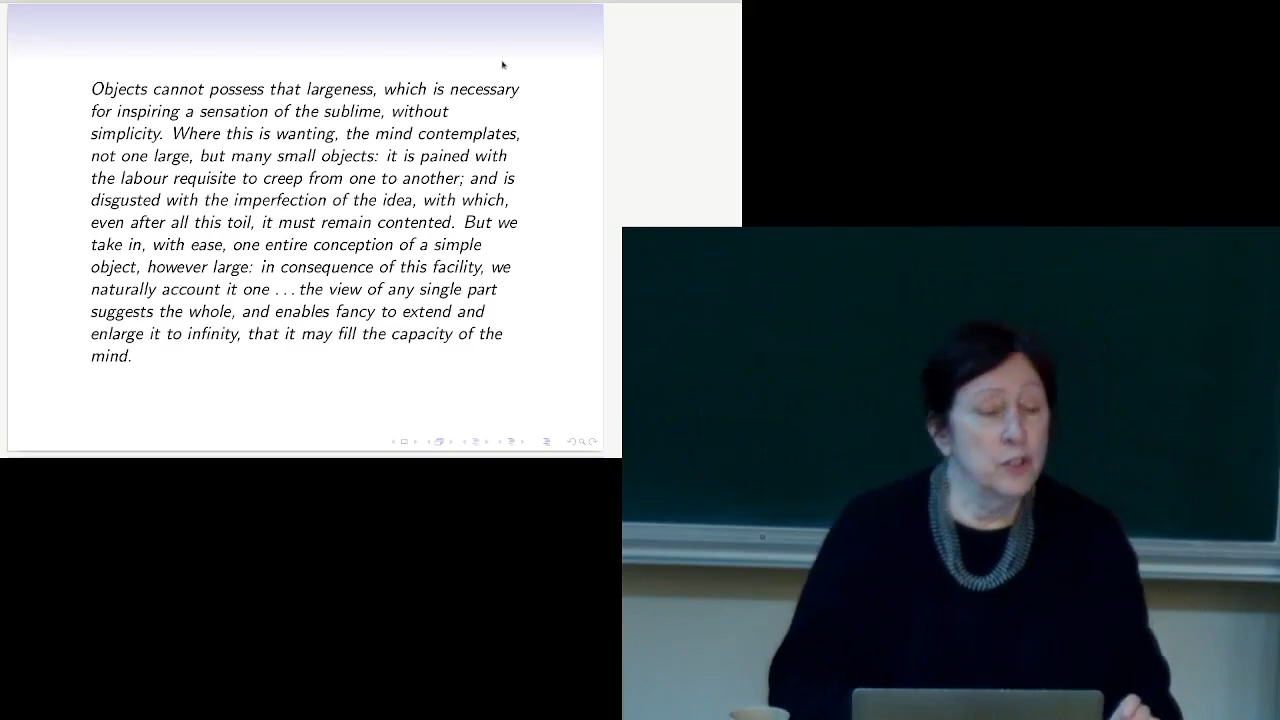 Objects cannot possess that largeness, which is necessary
for inspiring a sensation of the sublime, without
simplicity. Where this is wanting, the mind contemplates,
not one large, but many small objects: it is pained with
the labour requisite to creep from one to another; and is
disgusted with the imperfection of the idea, with which,
even after all this toil, it must remain contented. But we
take in, with ease, one entire conception of a simple
object, however large: in consequence of this facility, we
naturally account it one ... the view of any single part
suggests the whole, and enables fancy to extend and
enlarge it to infinity, that it may fill the capacity of the
mind.